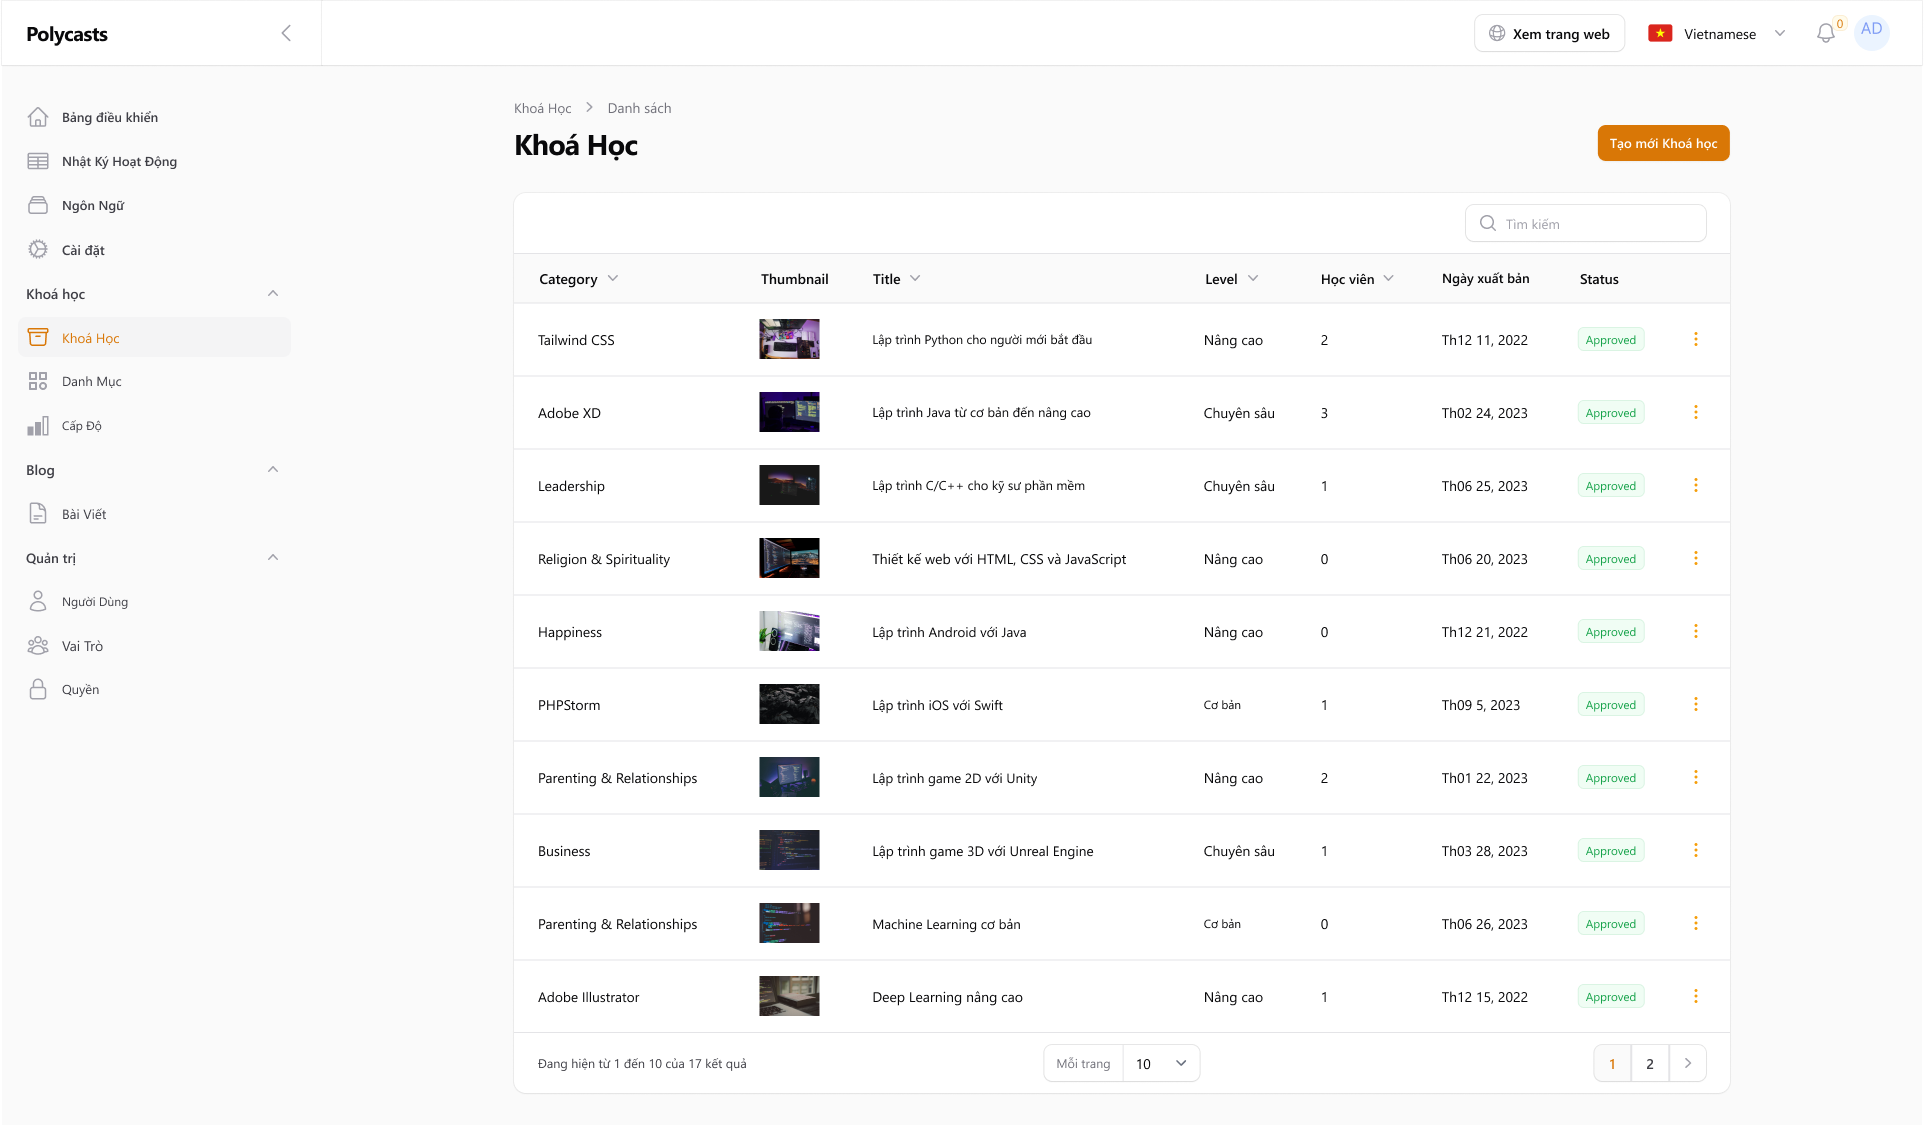 Polycasts
Xem trang web
Vietnamese
0
AD
Bảng điều khiển
Nhật Ký Hoạt Động
Ngôn Ngữ
Cài đặt
Khoá học
Khoá Học
Danh Mục
Cấp Độ
Blog
Bài Viết
Quản trị
Người Dùng
Vai Trò
Quyền
Khoá Học > Danh sách
Khoá Học
Tạo mới Khoá học
Tìm kiếm
Category Thumbnail Title Level Học viên Ngày xuất bản Status
Tailwind CSS Lập trình Python cho người mới bắt đầu Nâng cao 2 Th12 11, 2022 Approved
Adobe XD Lập trình Java từ cơ bản đến nâng cao Chuyên sâu 3 Th02 24, 2023 Approved
Leadership Lập trình C/C++ cho kỹ sư phần mềm Chuyên sâu 1 Th06 25, 2023 Approved
Religion & Spirituality Thiết kế web với HTML, CSS và JavaScript Nâng cao 0 Th06 20, 2023 Approved
Happiness Lập trình Android với Java Nâng cao 0 Th12 21, 2022 Approved
PHPStorm Lập trình iOS với Swift Cơ bản 1 Th09 5, 2023 Approved
Parenting & Relationships Lập trình game 2D với Unity Nâng cao 2 Th01 22, 2023 Approved
Business Lập trình game 3D với Unreal Engine Chuyên sâu 1 Th03 28, 2023 Approved
Parenting & Relationships Machine Learning cơ bản Cơ bản 0 Th06 26, 2023 Approved
Adobe Illustrator Deep Learning nâng cao Nâng cao 1 Th12 15, 2022 Approved
Đang hiện từ 1 đến 10 của 17 kết quả
Mỗi trang 10
1 2